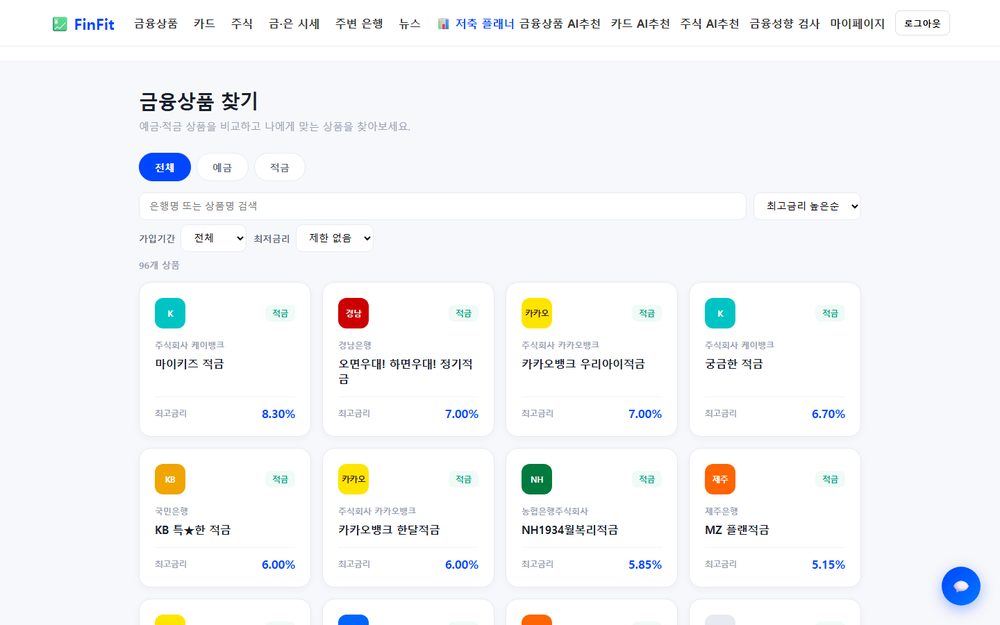 FinFit 금융상품 카드 주식 금·은 시세 주변 은행 뉴스 저축 플래너 금융상품 AI추천 카드 AI추천 주식 AI추천 금융성향 검사 마이페이지 로그아웃
금융상품 찾기
예금·적금 상품을 비교하고 나에게 맞는 상품을 찾아보세요.
전체 예금 적금
은행명 또는 상품명 검색 최고금리 높은순
가입기간 전체 최저금리 제한 없음
96개 상품
K 적금
주식회사 케이뱅크
마이키즈 적금
최고금리 8.30%
경남 적금
경남은행
오면우대! 하면우대! 정기적
금
최고금리 7.00%
카카오 적금
주식회사 카카오뱅크
카카오뱅크 우리아이적금
최고금리 7.00%
K 적금
주식회사 케이뱅크
궁금한 적금
최고금리 6.70%
KB 적금
국민은행
KB 특★한 적금
최고금리 6.00%
카카오 적금
주식회사 카카오뱅크
카카오뱅크 한달적금
최고금리 6.00%
NH 적금
농협은행주식회사
NH1934월복리적금
최고금리 5.85%
제주 적금
제주은행
MZ 플랜적금
최고금리 5.15%
적금 적금 적금 적금